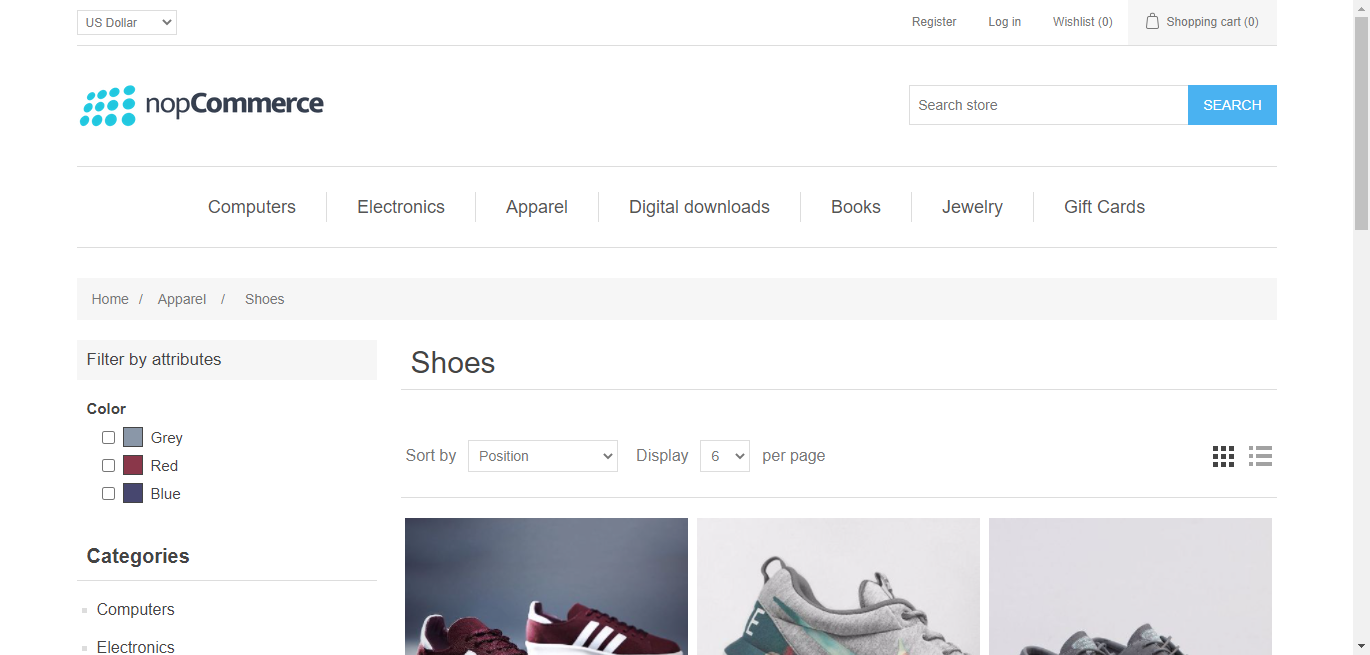 US Dollar
Register
Log in
Wishlist (0)
Shopping cart (0)
nopCommerce
Search store
SEARCH
Computers
Electronics
Apparel
Digital downloads
Books
Jewelry
Gift Cards
Home / Apparel / Shoes
Filter by attributes
Color
Grey
Red
Blue
Categories
Computers
Electronics
Shoes
Sort by
Position
Display
6
per page